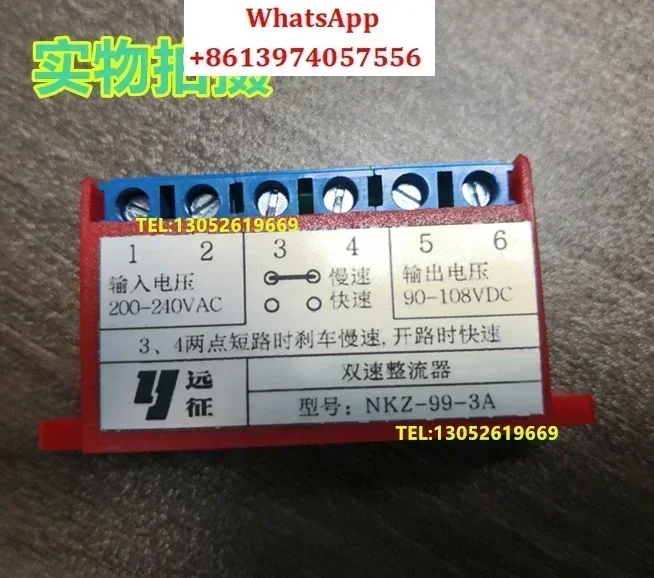 WhatsApp
+8613974057556
实物拍摄
TEL:13052619669
1 2 3 4 5 6
输入电压
200-240VAC
慢速
快速
输出电压
90-108VDC
3、4两点短路时刹车慢速,开路时快速
远征
双速整流器
型号: NKZ-99-3A
TEL:13052619669